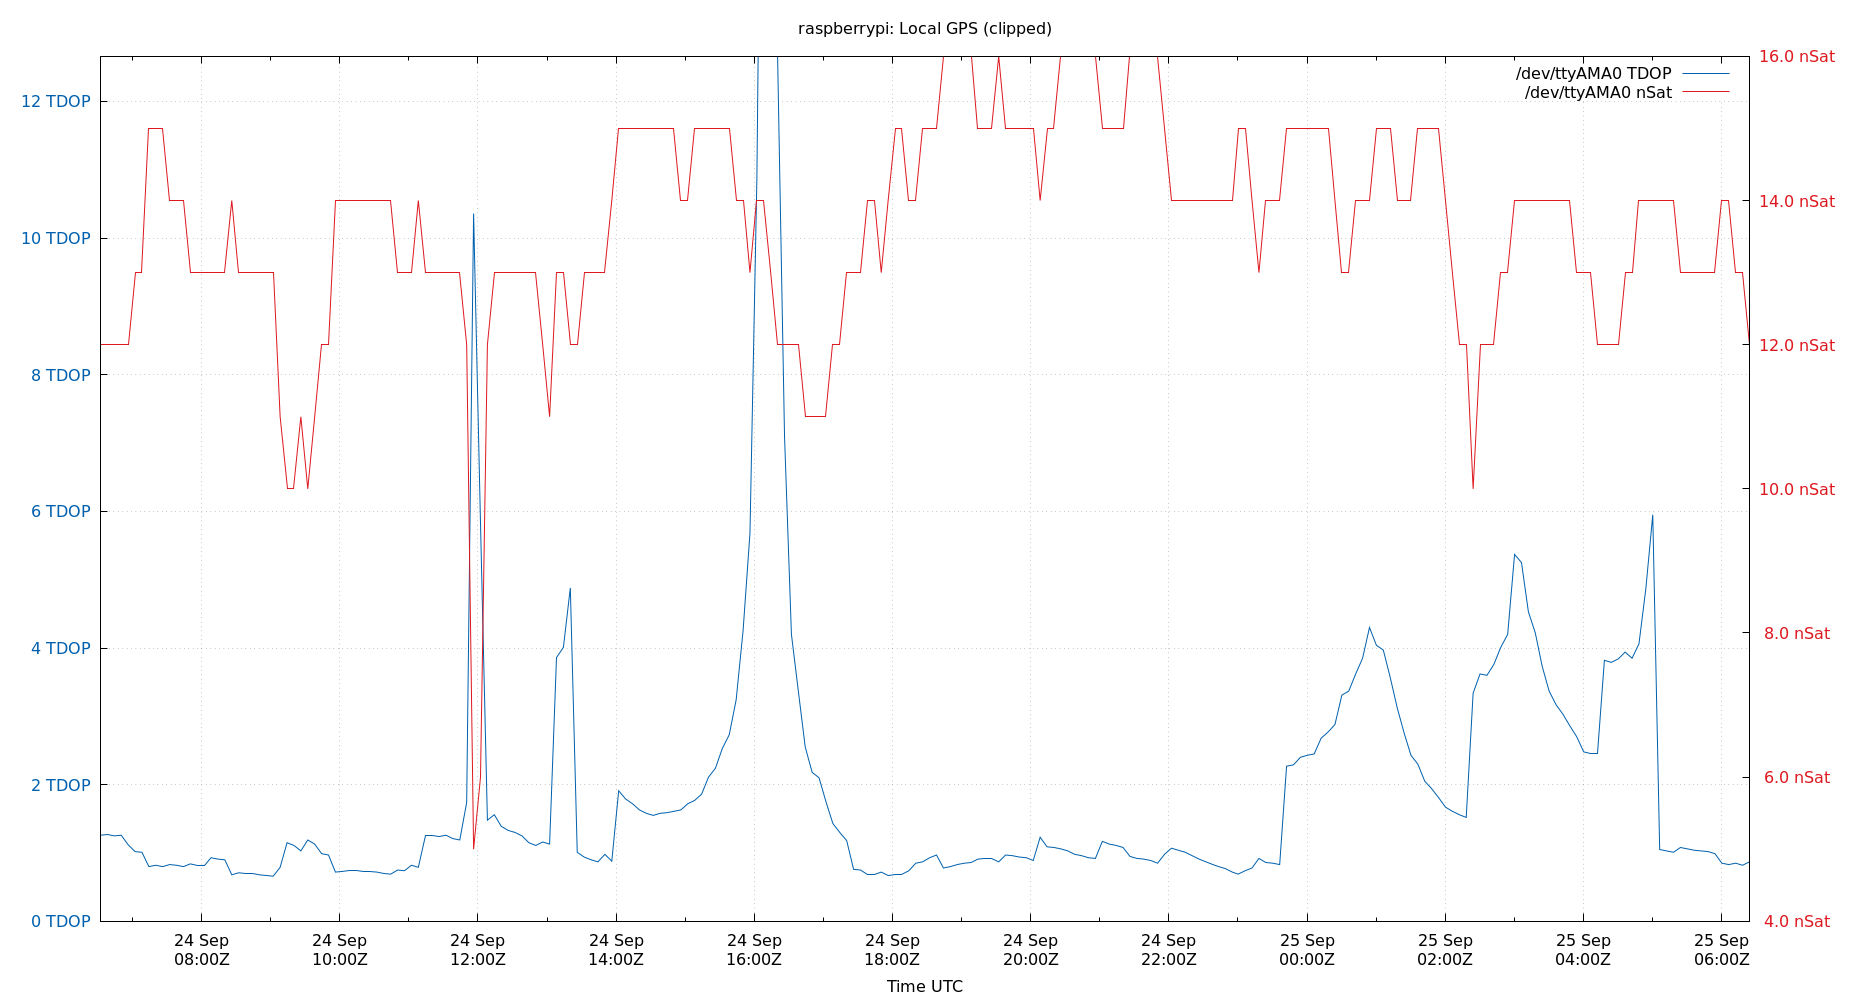 raspberrypi: Local GPS (clipped)
16.0 nSat
/dev/ttyAMA0 TDOP
/dev/ttyAMA0 nSat
12 TDOP
14.0 nSat
10 TDOP
12.0 nSat
8 TDOP
10.0 nSat
6 TDOP
8.0 nSat
4 TDOP
6.0 nSat
2 TDOP
4.0 nSat
0 TDOP
24 Sep
08:00Z
24 Sep
10:00Z
24 Sep
12:00Z
24 Sep
14:00Z
24 Sep
16:00Z
24 Sep
18:00Z
24 Sep
20:00Z
24 Sep
22:00Z
25 Sep
00:00Z
25 Sep
02:00Z
25 Sep
04:00Z
25 Sep
06:00Z
Time UTC